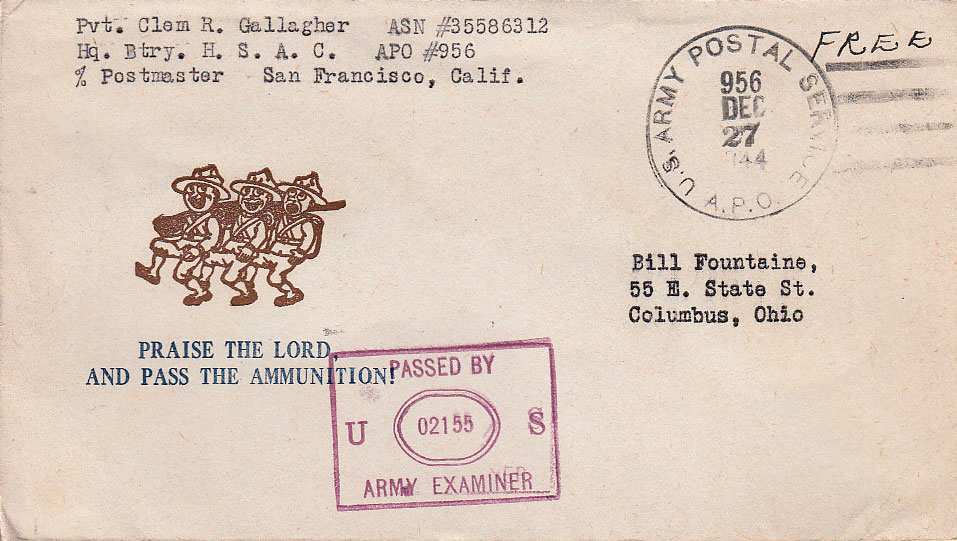 Pvt. Clem R. Gallagher ASN #35586312
Hq. Btry. H. S. A. C. APO #956
% Postmaster San Francisco, Calif.
FREE
U.S. ARMY POSTAL SERVICE
956
DEC
27
944
A.P.O.
Bill Fountaine,
55 E. State St.
Columbus, Ohio
PRAISE THE LORD,
AND PASS THE AMMUNITION!
PASSED BY
U 02155 S
ARMY EXAMINER